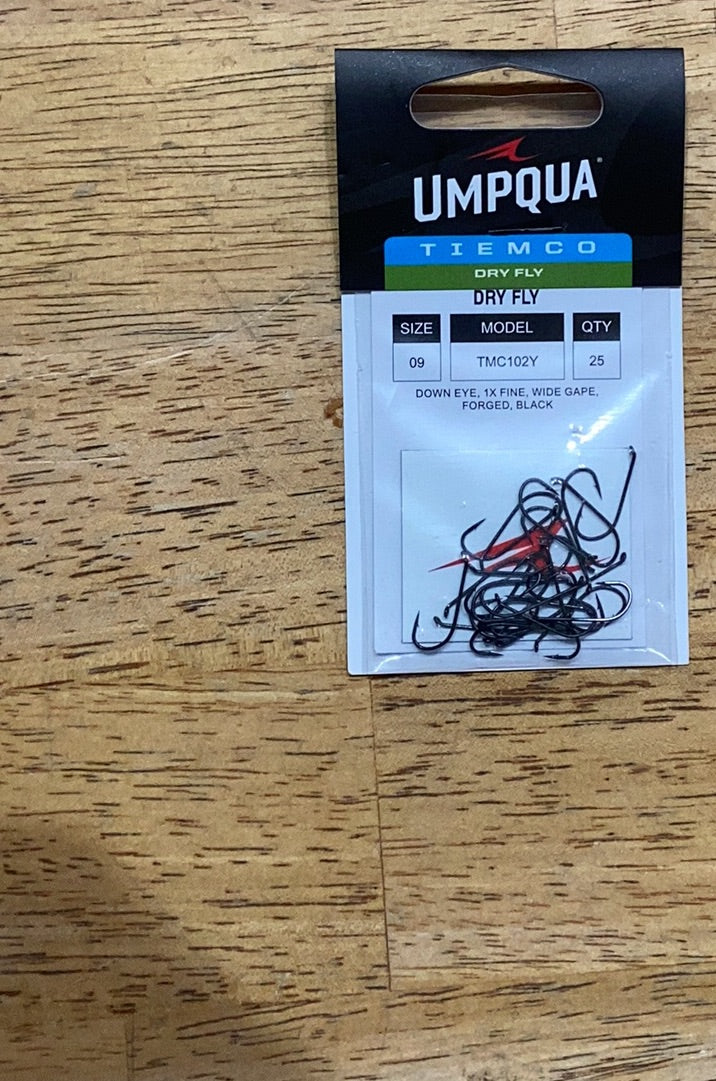 UMPQUA®
TIEMCO
DRY FLY
DRY FLY
SIZE MODEL QTY
09 TMC102Y 25
DOWN EYE, 1X FINE, WIDE GAPE,
FORGED, BLACK